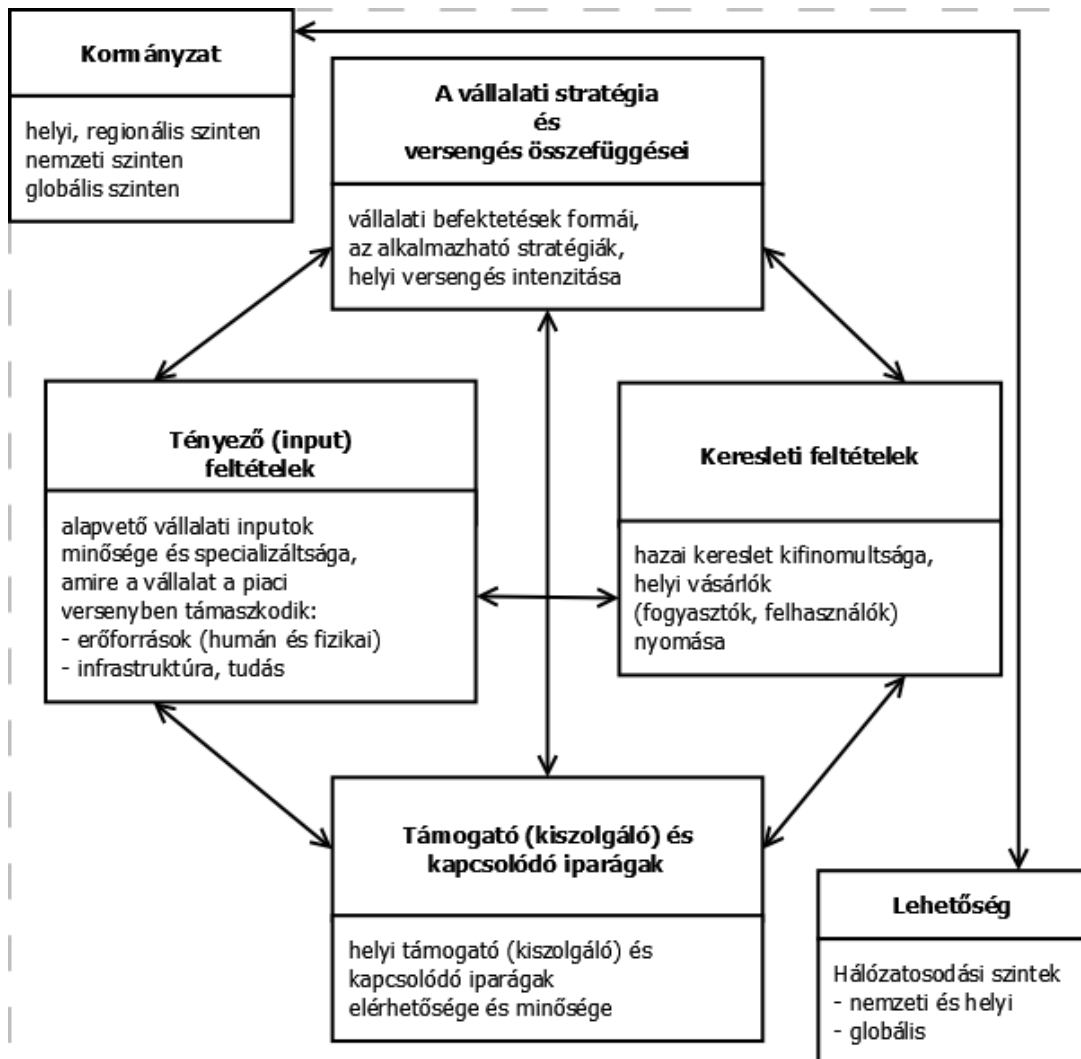 Kormányzat
helyi, regionális szinten
nemzeti szinten
globális szinten
A vállalati stratégia
és
versengés összefüggései
vállalati befektetések formái,
az alkalmazható stratégiák,
helyi versengés intenzitása
Tényező (input)
feltételek
alapvető vállalati inputok
minősége és specializáltsága,
amire a vállalat a piaci
versenyben támaszkodik:
- erőforrások (humán és fizikai)
- infrastruktúra, tudás
Keresleti feltételek
hazai kereslet kifinomultsága,
helyi vásárlók
(fogyasztók, felhasználók)
nyomása
Támogató (kiszolgáló) és
kapcsolódó iparágak
helyi támogató (kiszolgáló) és
kapcsolódó iparágak
elérhetősége és minősége
Lehetőség
Hálózatosodási szintek
- nemzeti és helyi
- globális